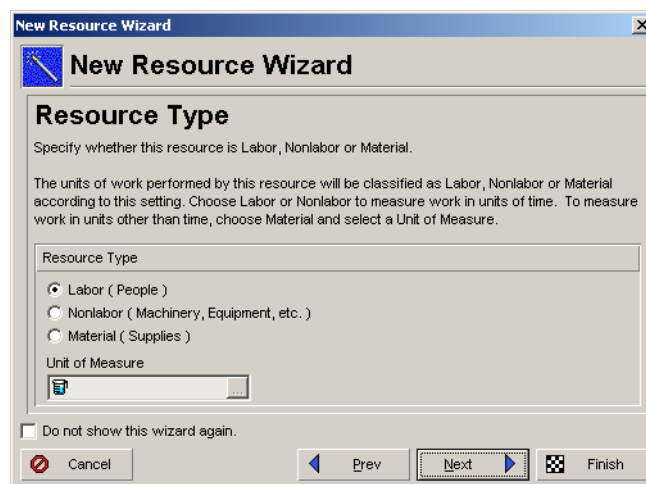 New Resource Wizard
New Resource Wizard
Resource Type
Specify whether this resource is Labor, Nonlabor or Material.
The units of work performed by this resource will be classified as Labor, Nonlabor or Material
according to this setting. Choose Labor or Nonlabor to measure work in units of time. To measure
work in units other than time, choose Material and select a Unit of Measure.
Resource Type
Labor ( People )
Nonlabor ( Machinery, Equipment, etc. )
Material ( Supplies )
Unit of Measure
...
Do not show this wizard again.
Cancel
Prev
Next
Finish